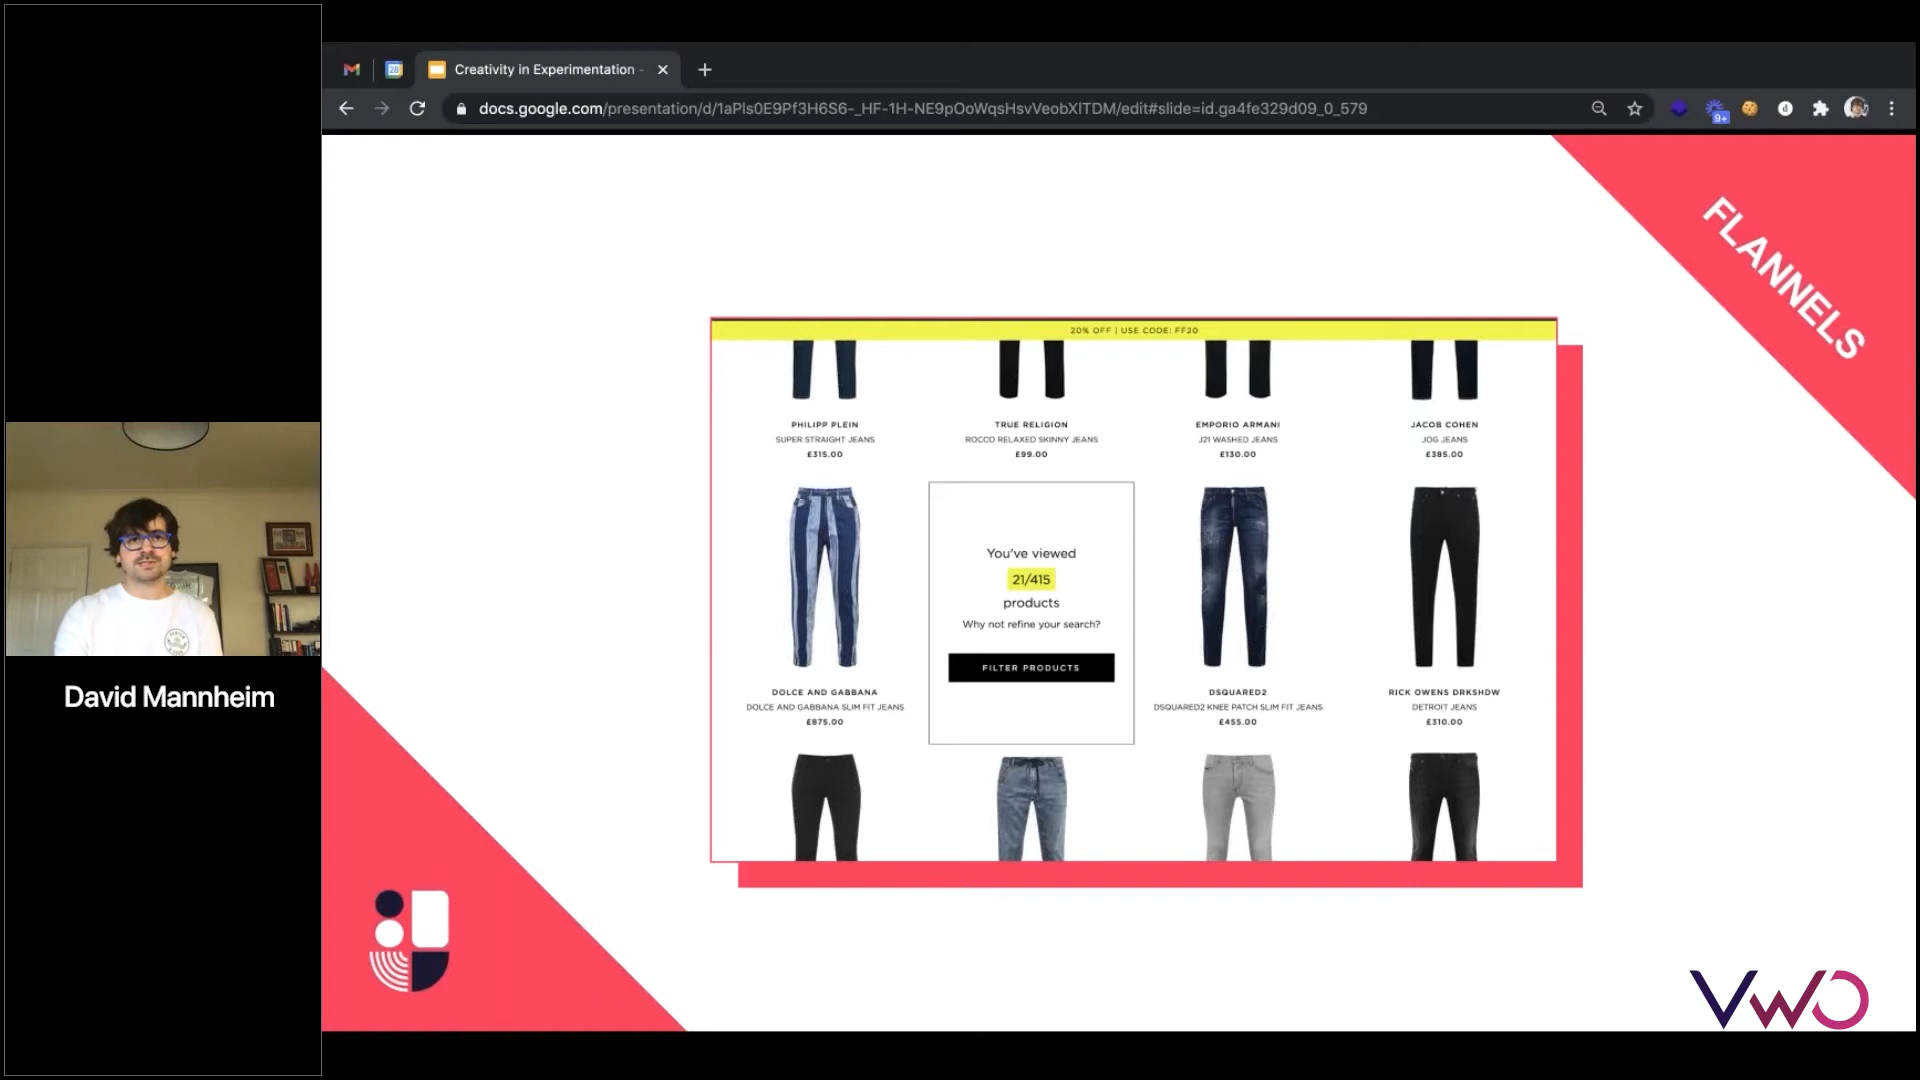 Creativity in Experimentation -
docs.google.com/presentation/d/1aPls0E9Pf3H6S6-_HF-1H-NE9pOoWqsHsvVeobXITDM/edit#slide=id.ga4fe329d09_0_579
28
9+
d
FLANNELS
20% OFF | USE CODE: FF20
PHILIPP PLEIN
SUPER STRAIGHT JEANS
£315.00
TRUE RELIGION
ROCCO RELAXED SKINNY JEANS
£99.00
EMPORIO ARMANI
J21 WASHED JEANS
£130.00
JACOB COHEN
JOG JEANS
£385.00
You've viewed
21/415
products
Why not refine your search?
FILTER PRODUCTS
DOLCE AND GABBANA
DOLCE AND GABBANA SLIM FIT JEANS
£875.00
DSQUARED2
DSQUARED2 KNEE PATCH SLIM FIT JEANS
£455.00
RICK OWENS DRKSHDW
DETROIT JEANS
£310.00
David Mannheim
VWO